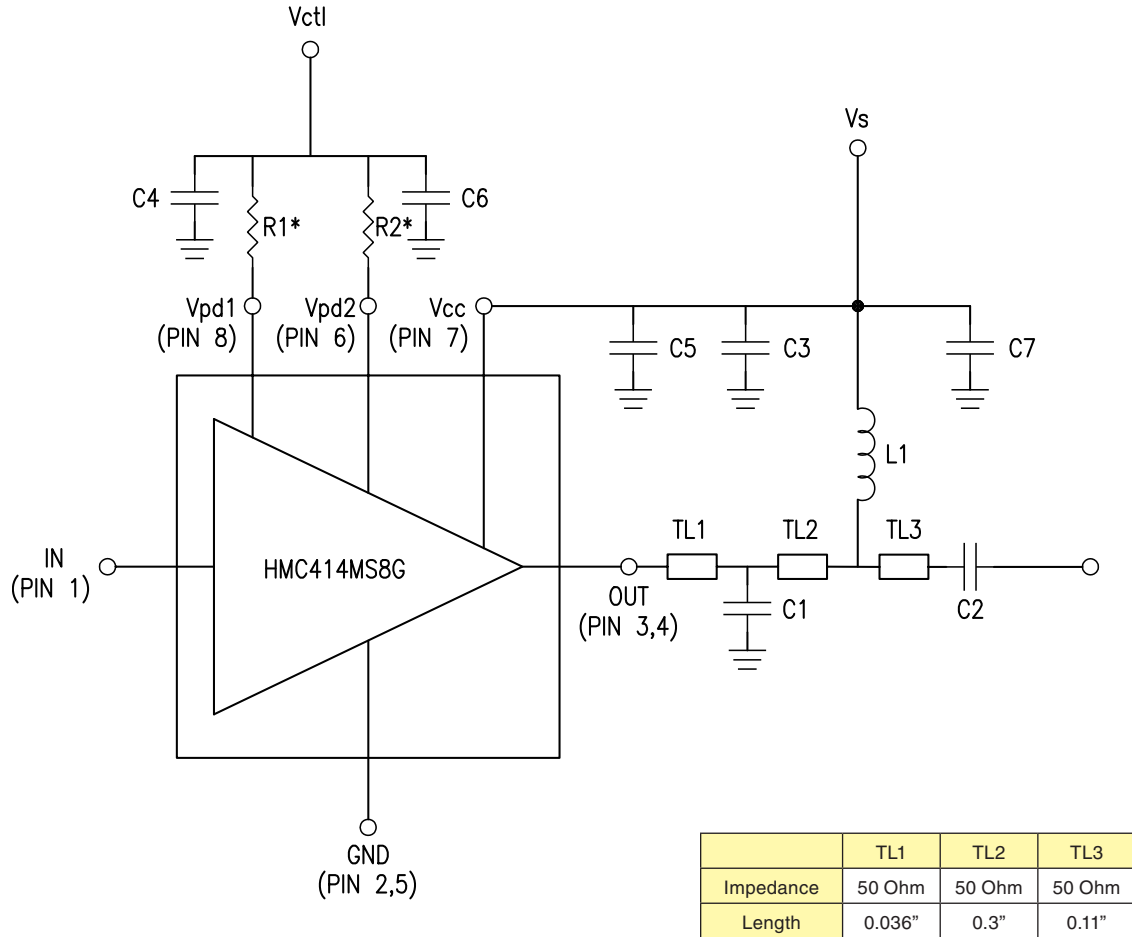 Vctl
Vs
C4
R1*
R2*
C6
Vpd1
(PIN 8)
Vpd2
(PIN 6)
Vcc
(PIN 7)
C5
C3
C7
L1
IN
(PIN 1)
HMC414MS8G
OUT
(PIN 3,4)
TL1
TL2
TL3
C1
C2
GND
(PIN 2,5)
TL1 TL2 TL3
Impedance 50 Ohm 50 Ohm 50 Ohm
Length 0.036” 0.3” 0.11”